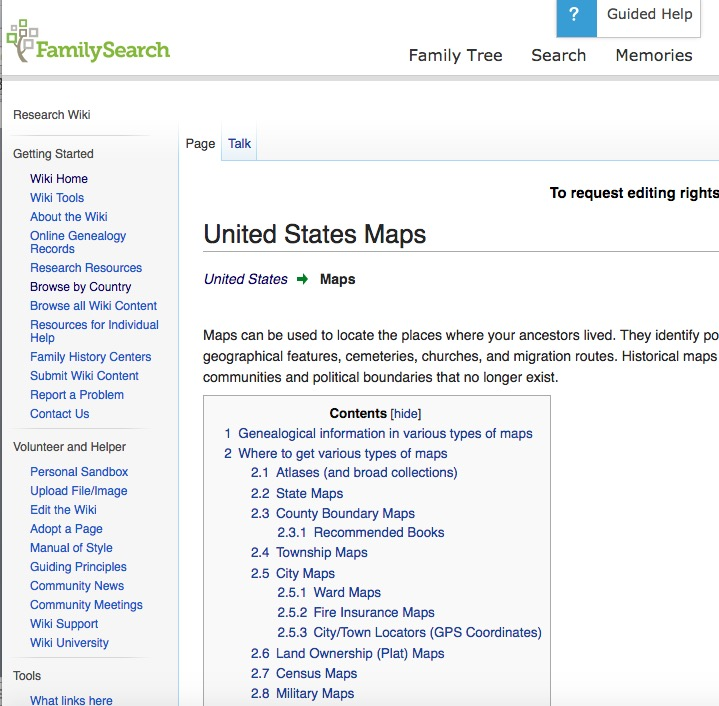 ?
Guided Help
FamilySearch
Family Tree Search Memories
Research Wiki
Getting Started
Wiki Home
Wiki Tools
About the Wiki
Online Genealogy
Records
Research Resources
Browse by Country
Browse all Wiki Content
Resources for Individual
Help
Family History Centers
Submit Wiki Content
Report a Problem
Contact Us
Volunteer and Helper
Personal Sandbox
Upload File/Image
Edit the Wiki
Adopt a Page
Manual of Style
Guiding Principles
Community News
Community Meetings
Wiki Support
Wiki University
Tools
What links here
Page Talk
To request editing rights
United States Maps
United States ➔ Maps
Maps can be used to locate the places where your ancestors lived. They identify
geographical features, cemeteries, churches, and migration routes. Historical maps
communities and political boundaries that no longer exist.
Contents [hide]
1 Genealogical information in various types of maps
2 Where to get various types of maps
2.1 Atlases (and broad collections)
2.2 State Maps
2.3 County Boundary Maps
2.3.1 Recommended Books
2.4 Township Maps
2.5 City Maps
2.5.1 Ward Maps
2.5.2 Fire Insurance Maps
2.5.3 City/Town Locators (GPS Coordinates)
2.6 Land Ownership (Plat) Maps
2.7 Census Maps
2.8 Military Maps